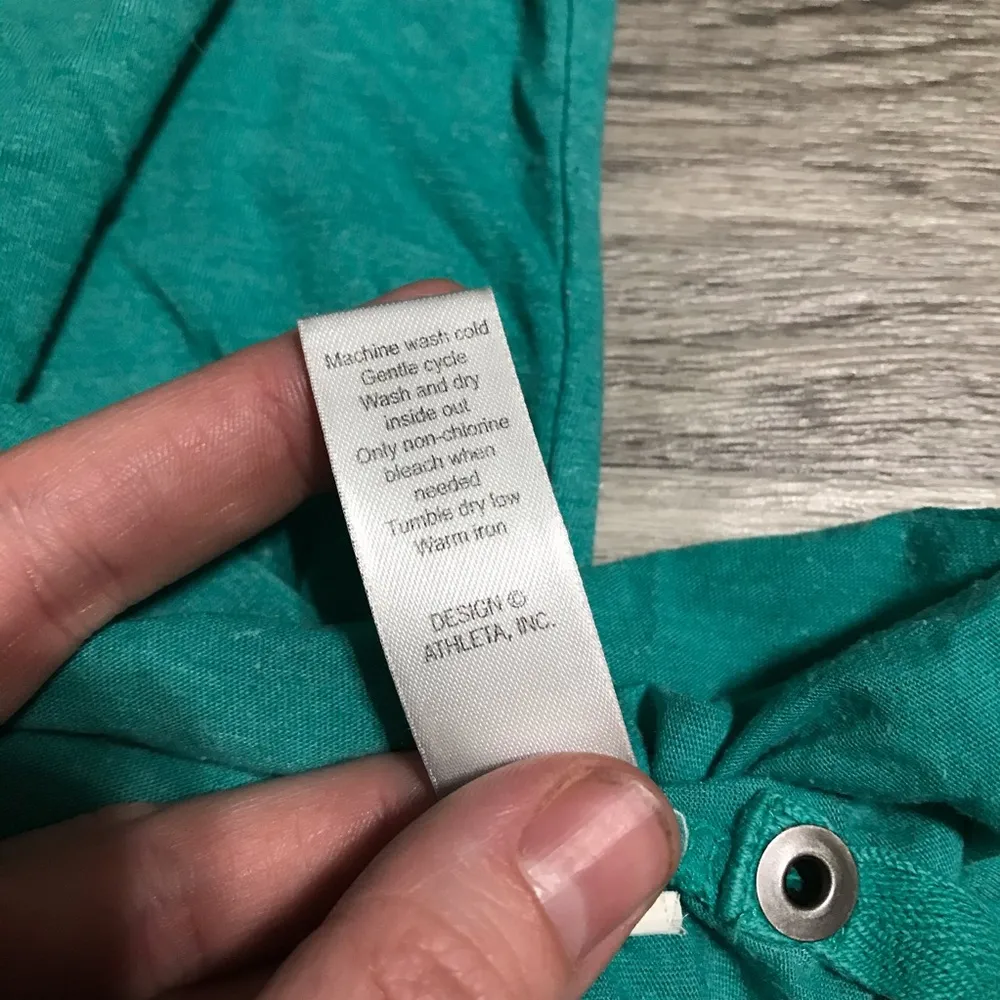 Machine wash cold
Gentle cycle
Wash and dry
inside out
Only non-chlorine
bleach when
needed
Tumble dry low
Warm iron
DESIGN ©
ATHLETA, INC.